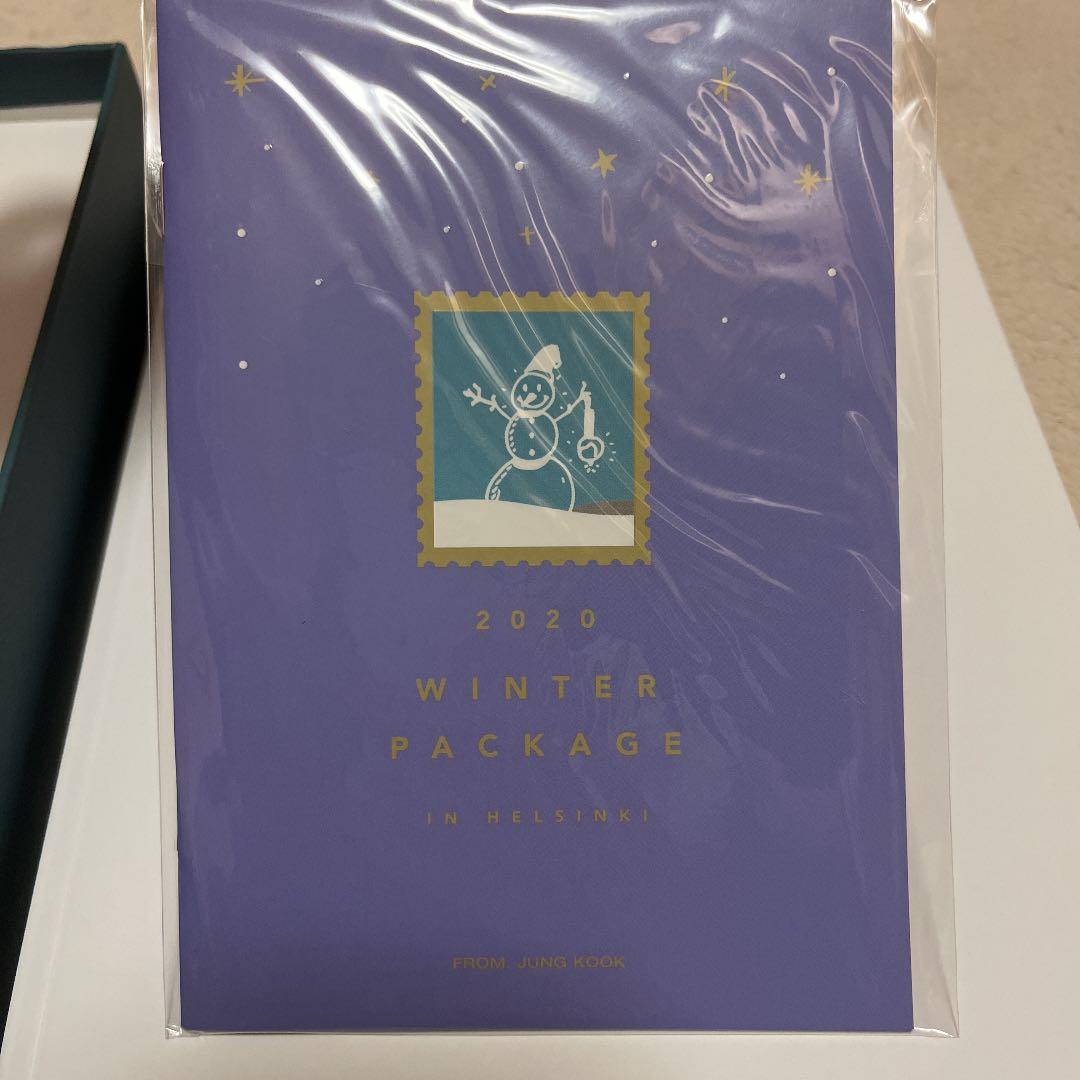 2020
WINTER
PACKAGE
IN HELSINKI
FROM. JUNG KOOK